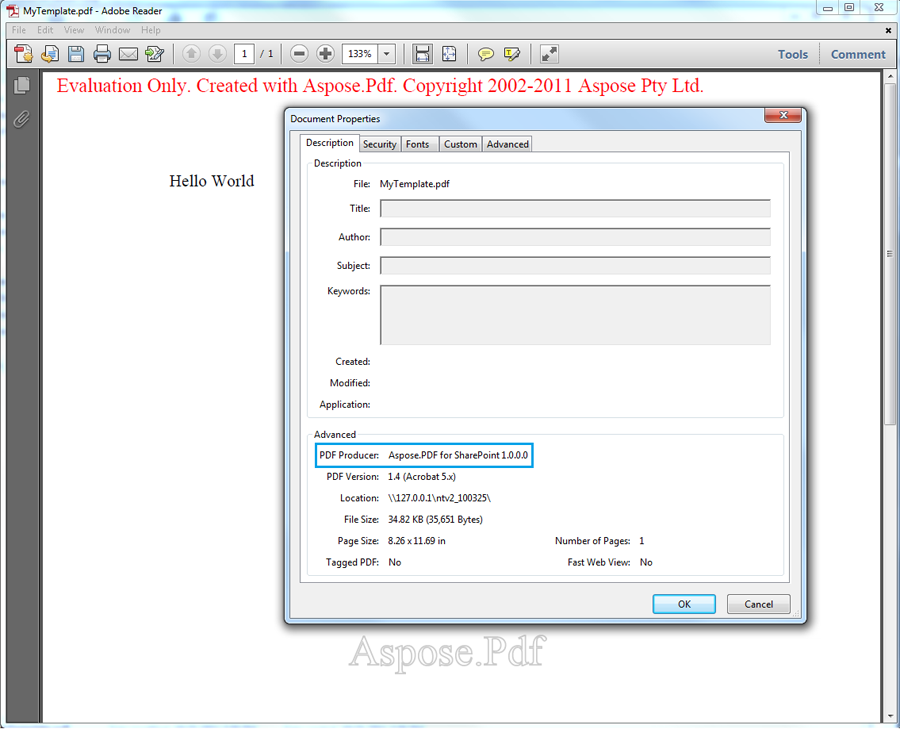 MyTemplate.pdf - Adobe Reader
File Edit View Window Help
1 / 1 133% Tools Comment
Evaluation Only. Created with Aspose.Pdf. Copyright 2002-2011 Aspose Pty Ltd.
Hello World
Document Properties
Description Security Fonts Custom Advanced
Description
File: MyTemplate.pdf
Title:
Author:
Subject:
Keywords:
Created:
Modified:
Application:
Advanced
PDF Producer: Aspose.PDF for SharePoint 1.0.0.0
PDF Version: 1.4 (Acrobat 5.x)
Location: \\127.0.0.1\ntv2_100325\
File Size: 34.82 KB (35,651 Bytes)
Page Size: 8.26 x 11.69 in Number of Pages: 1
Tagged PDF: No Fast Web View: No
OK Cancel
Aspose.Pdf